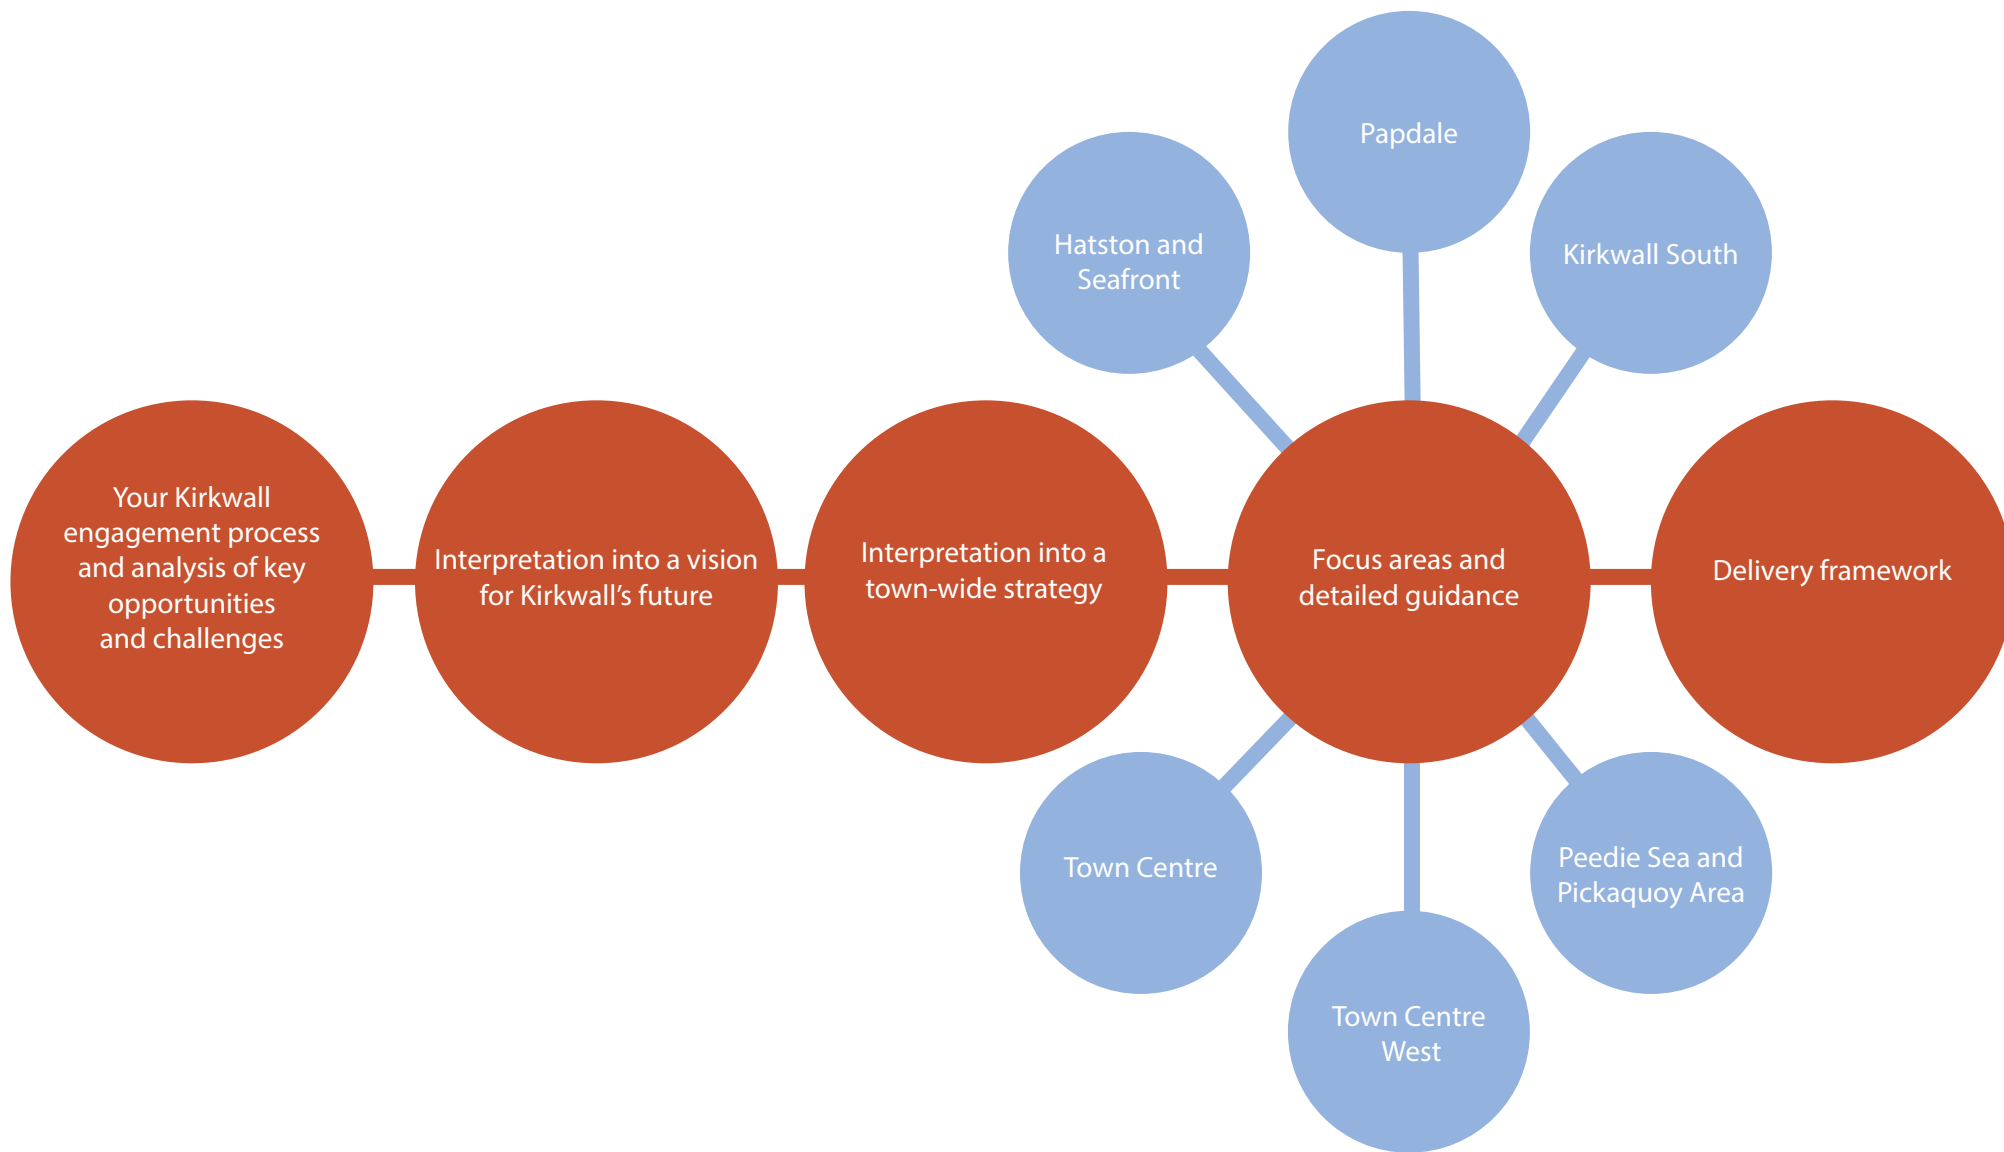 Papdale
Hatston and
Seafront
Kirkwall South
Your Kirkwall
engagement process
and analysis of key
opportunities
and challenges
Interpretation into a vision
for Kirkwall’s future
Interpretation into a
town-wide strategy
Focus areas and
detailed guidance
Delivery framework
Town Centre
Peedie Sea and
Pickaquoy Area
Town Centre
West